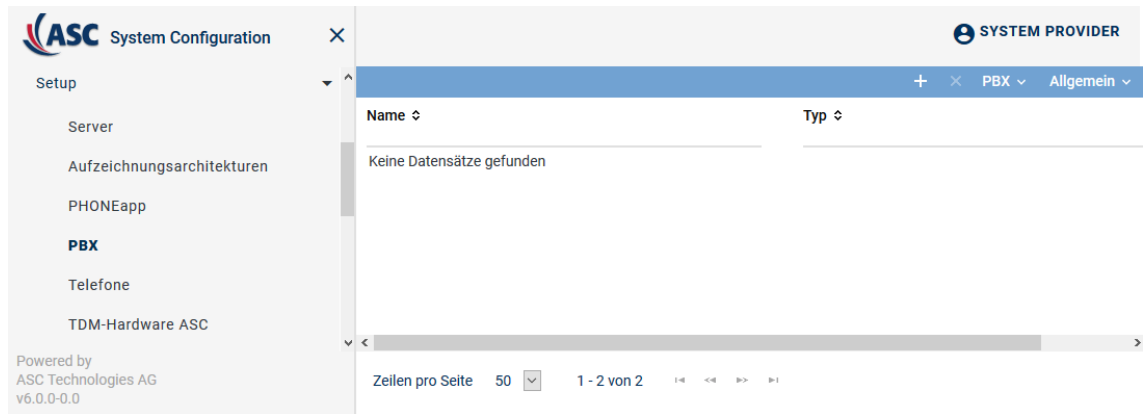 ASC System Configuration
SYSTEM PROVIDER
Setup
PBX Allgemein
Server
Name Typ
Aufzeichnungsarchitekturen
Keine Datensätze gefunden
PHONEapp
PBX
Telefone
TDM-Hardware ASC
Powered by
ASC Technologies AG
v6.0.0-0.0
Zeilen pro Seite 50 1 - 2 von 2